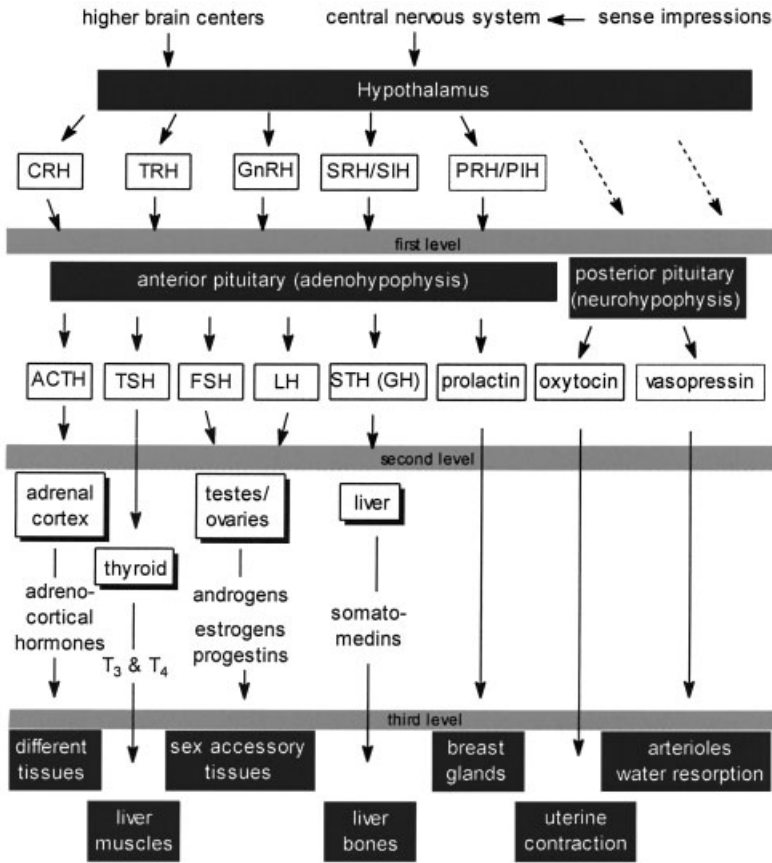 higher brain centers
central nervous system
sense impressions
Hypothalamus
CRH
TRH
GnRH
SRH/SIH
PRH/PIH
first level
anterior pituitary (adenohypophysis)
posterior pituitary
(neurohypophysis)
ACTH
TSH
FSH
LH
STH (GH)
prolactin
oxytocin
vasopressin
second level
adrenal
cortex
testes/
ovaries
liver
thyroid
adreno-
cortical
hormones
androgens
estrogens
progestins
somato-
medins
T3 & T4
third level
different
tissues
sex accessory
tissues
breast
glands
arterioles
water resorption
liver
muscles
liver
bones
uterine
contraction